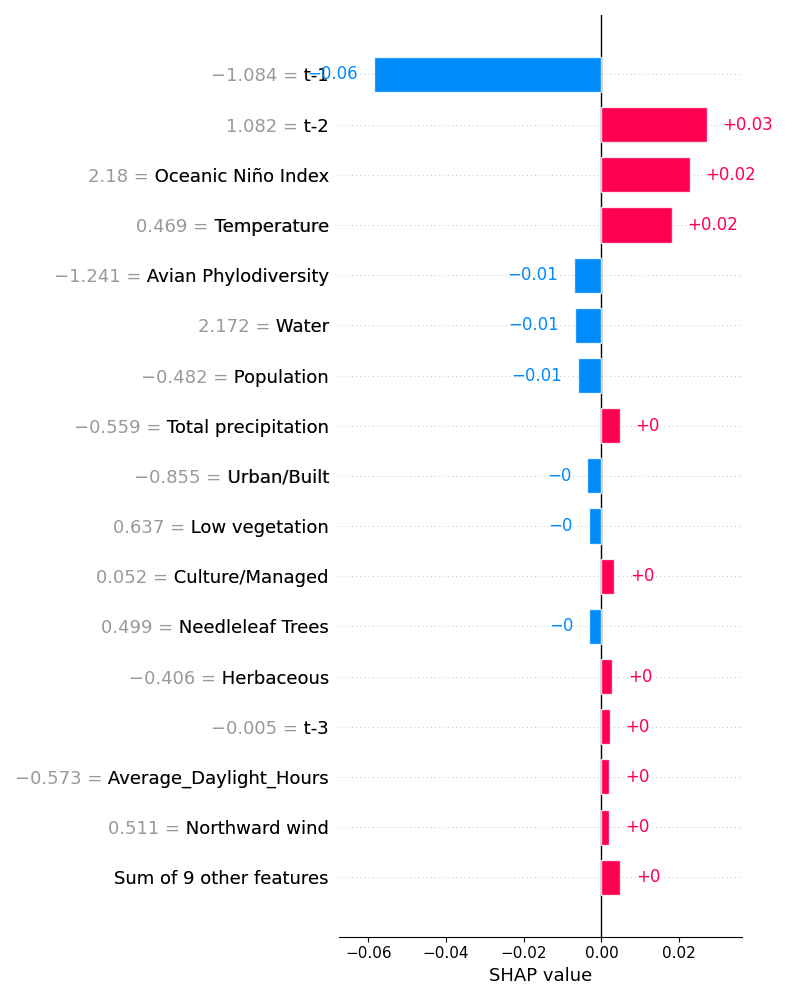 −1.084 = t-1 −0.06
1.082 = t-2 +0.03
2.18 = Oceanic Niño Index +0.02
0.469 = Temperature +0.02
−1.241 = Avian Phylodiversity −0.01
2.172 = Water −0.01
−0.482 = Population −0.01
−0.559 = Total precipitation +0
−0.855 = Urban/Built −0
0.637 = Low vegetation −0
0.052 = Culture/Managed +0
0.499 = Needleleaf Trees −0
−0.406 = Herbaceous +0
−0.005 = t-3 +0
−0.573 = Average_Daylight_Hours +0
0.511 = Northward wind +0
Sum of 9 other features +0
−0.06 −0.04 −0.02 0.00 0.02
SHAP value